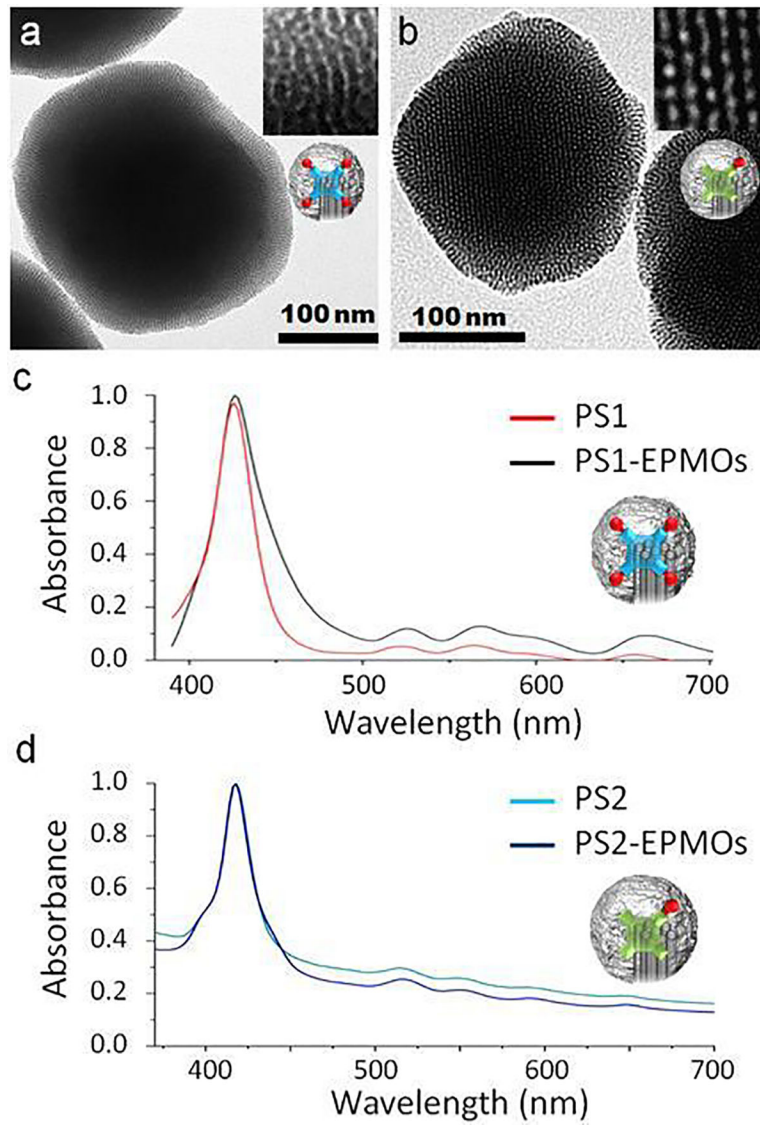 a
b
100 nm
100 nm
c
1.0
0.8
0.6
0.4
0.2
0.0
Absorbance
PS1
PS1-EPMOs
400
500
600
700
Wavelength (nm)
d
1.0
0.8
0.6
0.4
0.2
0.0
Absorbance
PS2
PS2-EPMOs
400
500
600
700
Wavelength (nm)